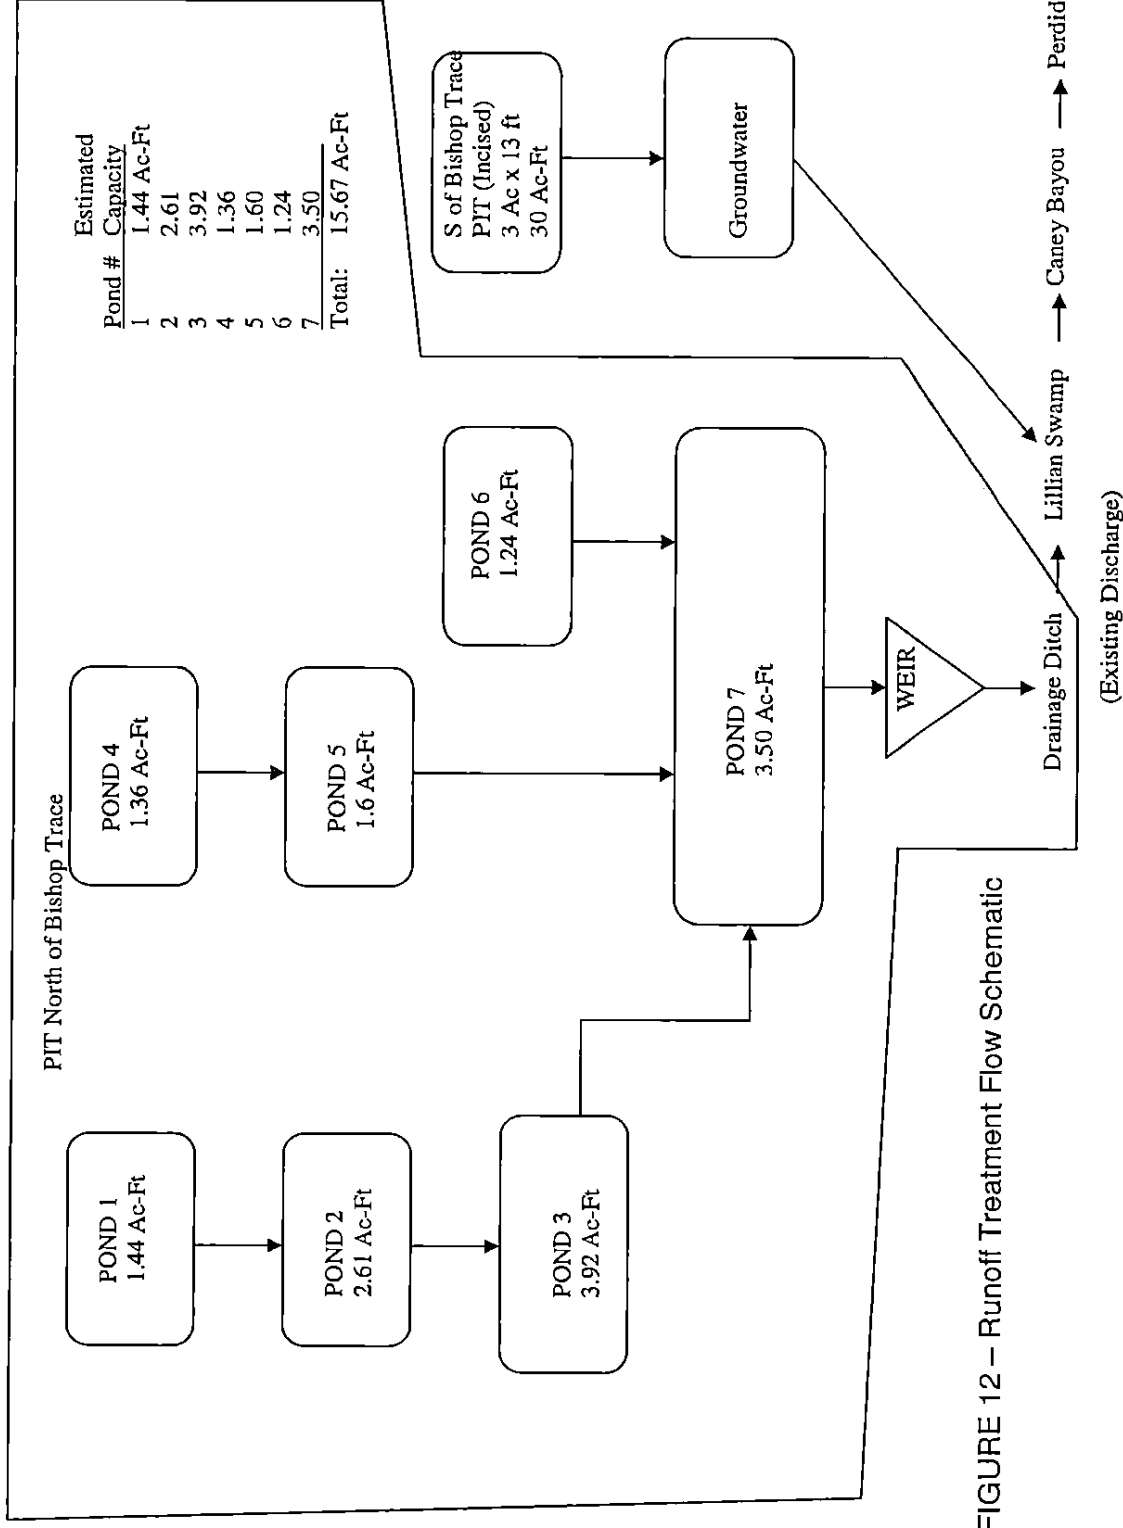 PIT North of Bishop Trace
Estimated
Pond # Capacity
1 1.44 Ac-Ft
2 2.61
3 3.92
4 1.36
5 1.60
6 1.24
7 3.50
Total: 15.67 Ac-Ft
POND 1
1.44 Ac-Ft
POND 4
1.36 Ac-Ft
POND 2
2.61 Ac-Ft
POND 5
1.6 Ac-Ft
POND 3
3.92 Ac-Ft
POND 6
1.24 Ac-Ft
S of Bishop Trace
PIT (Incised)
3 Ac x 13 ft
30 Ac-Ft
POND 7
3.50 Ac-Ft
Groundwater
WEIR
Drainage Ditch Lillian Swamp Caney Bayou Perdid
(Existing Discharge)
FIGURE 12 – Runoff Treatment Flow Schematic